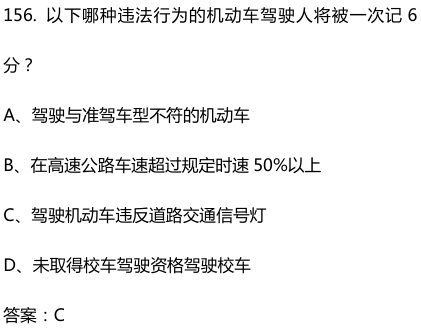 156. 以下哪种违法行为的机动车驾驶人将被一次记 6
分？
A、驾驶与准驾车型不符的机动车
B、在高速公路车速超过规定时速 50%以上
C、驾驶机动车违反道路交通信号灯
D、未取得校车驾驶资格驾驶校车
答案：C